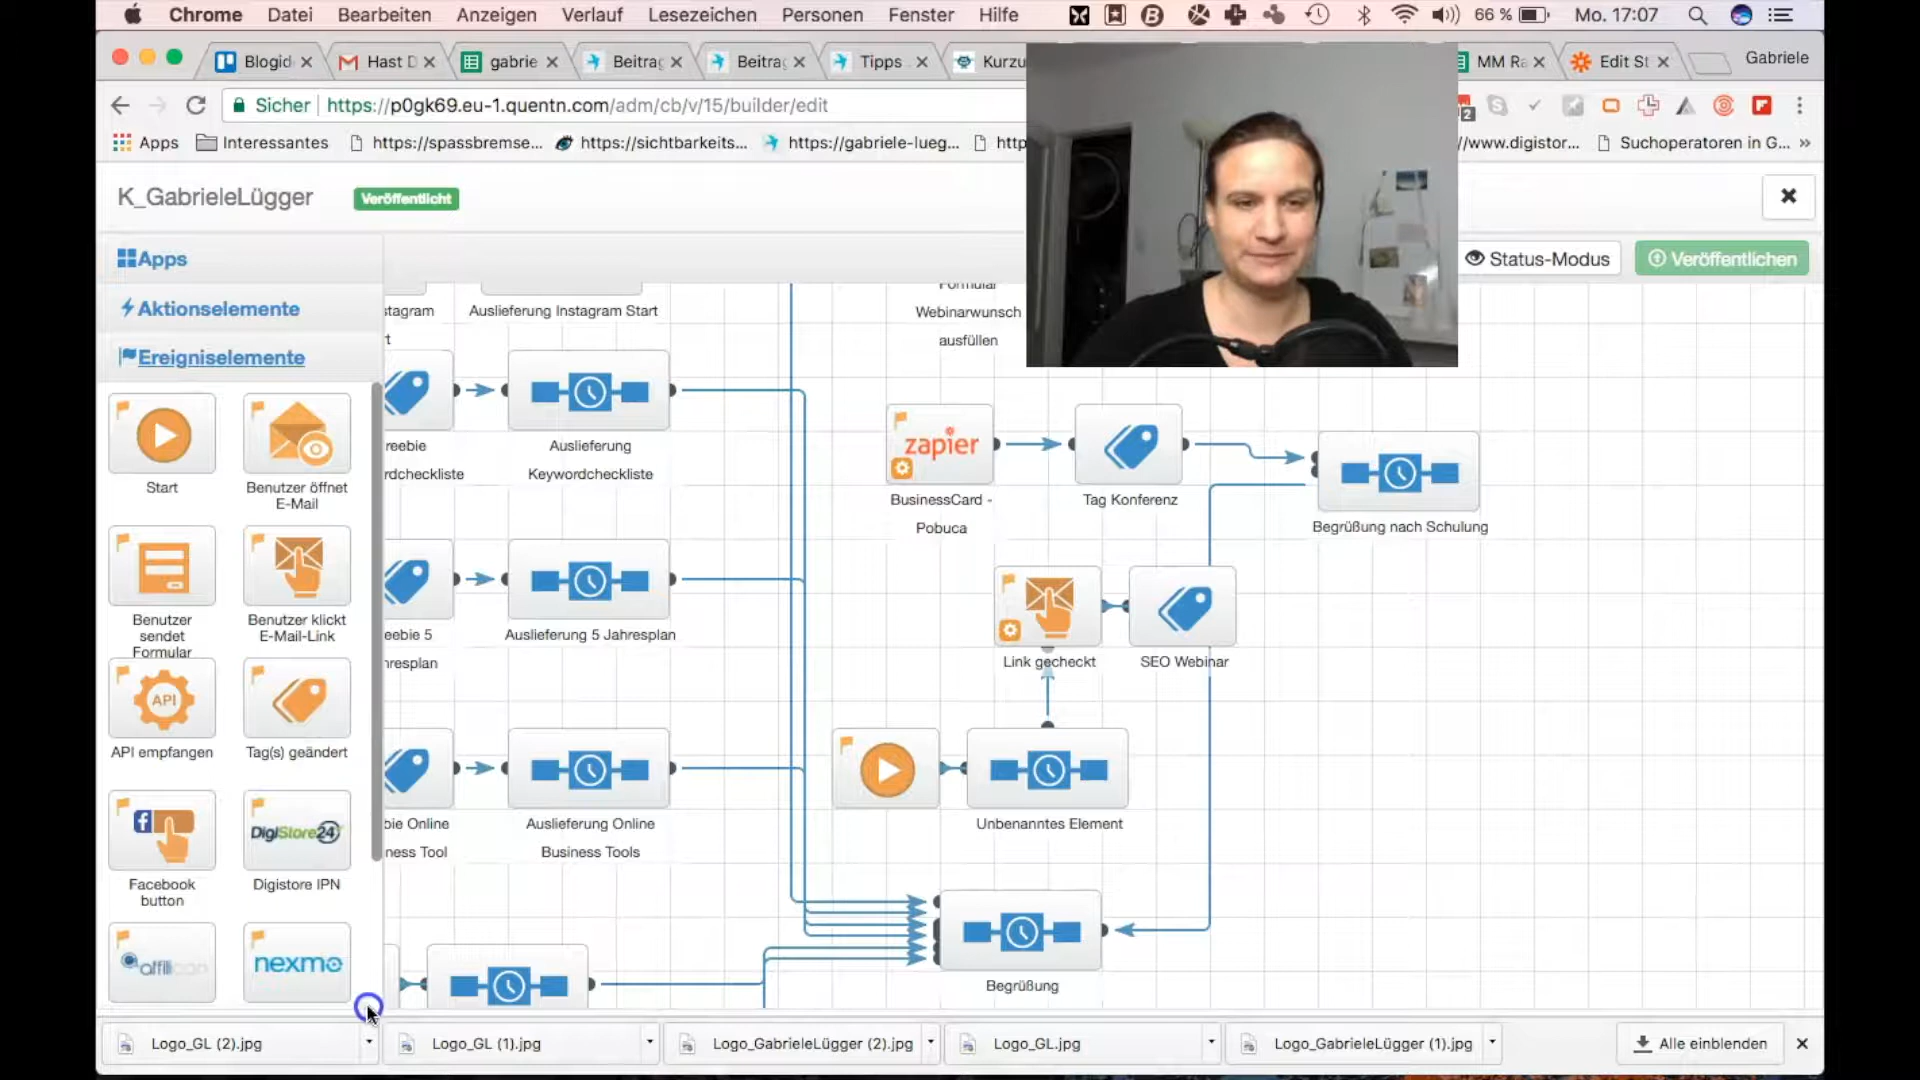 Chrome Datei Bearbeiten Anzeigen Verlauf Lesezeichen Personen Fenster Hilfe 66 % Mo. 17:07
Blogid Hast D gabrie Beitrag Beitrag Tipps Kurzu MM Ra Edit St Gabriele
Sicher https://p0gk69.eu-1.quentn.com/adm/cb/v/15/builder/edit 2
Apps Interessantes https://spassbremse... https://sichtbarkeits... https://gabriele-lueg... http //www.digistor... Suchoperatoren in G... »
K_GabrieleLügger Veröffentlicht
Apps
Status-Modus Veröffentlichen
Aktionselemente
Ereigniselemente
Start
Benutzer öffnet
E-Mail
Benutzer
sendet
Formular
Benutzer klickt
E-Mail-Link
API
API empfangen
Tag(s) geändert
Facebook
button
DigiStore24
Digistore IPN
affilicon
nexmo
stagram
t
Auslieferung Instagram Start
Formular
Webinarwunsch
ausfüllen
reebie
rdcheckliste
Auslieferung
Keywordcheckliste
zapier
BusinessCard -
Pobuca
Tag Konferenz
Begrüßung nach Schulung
eebie 5
hresplan
Auslieferung 5 Jahresplan
Link gecheckt
SEO Webinar
bie Online
ness Tool
Auslieferung Online
Business Tools
Unbenanntes Element
Begrüßung
Logo_GL (2).jpg Logo_GL (1).jpg Logo_GabrieleLügger (2).jpg Logo_GL.jpg Logo_GabrieleLügger (1).jpg Alle einblenden